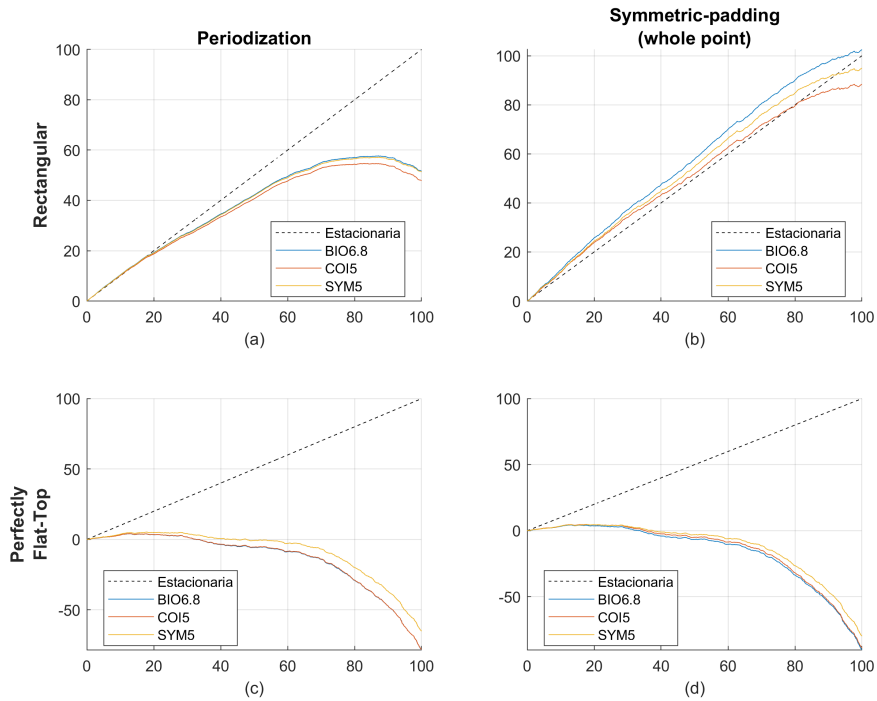 Periodization
Symmetric-padding
(whole point)
Rectangular
100
80
60
40
20
0
0 20 40 60 80 100
Estacionaria
BIO6.8
COI5
SYM5
(a)
100
80
60
40
20
0
0 20 40 60 80 100
Estacionaria
BIO6.8
COI5
SYM5
(b)
Perfectly
Flat-Top
100
50
0
-50
0 20 40 60 80 100
Estacionaria
BIO6.8
COI5
SYM5
(c)
100
50
0
-50
0 20 40 60 80 100
Estacionaria
BIO6.8
COI5
SYM5
(d)